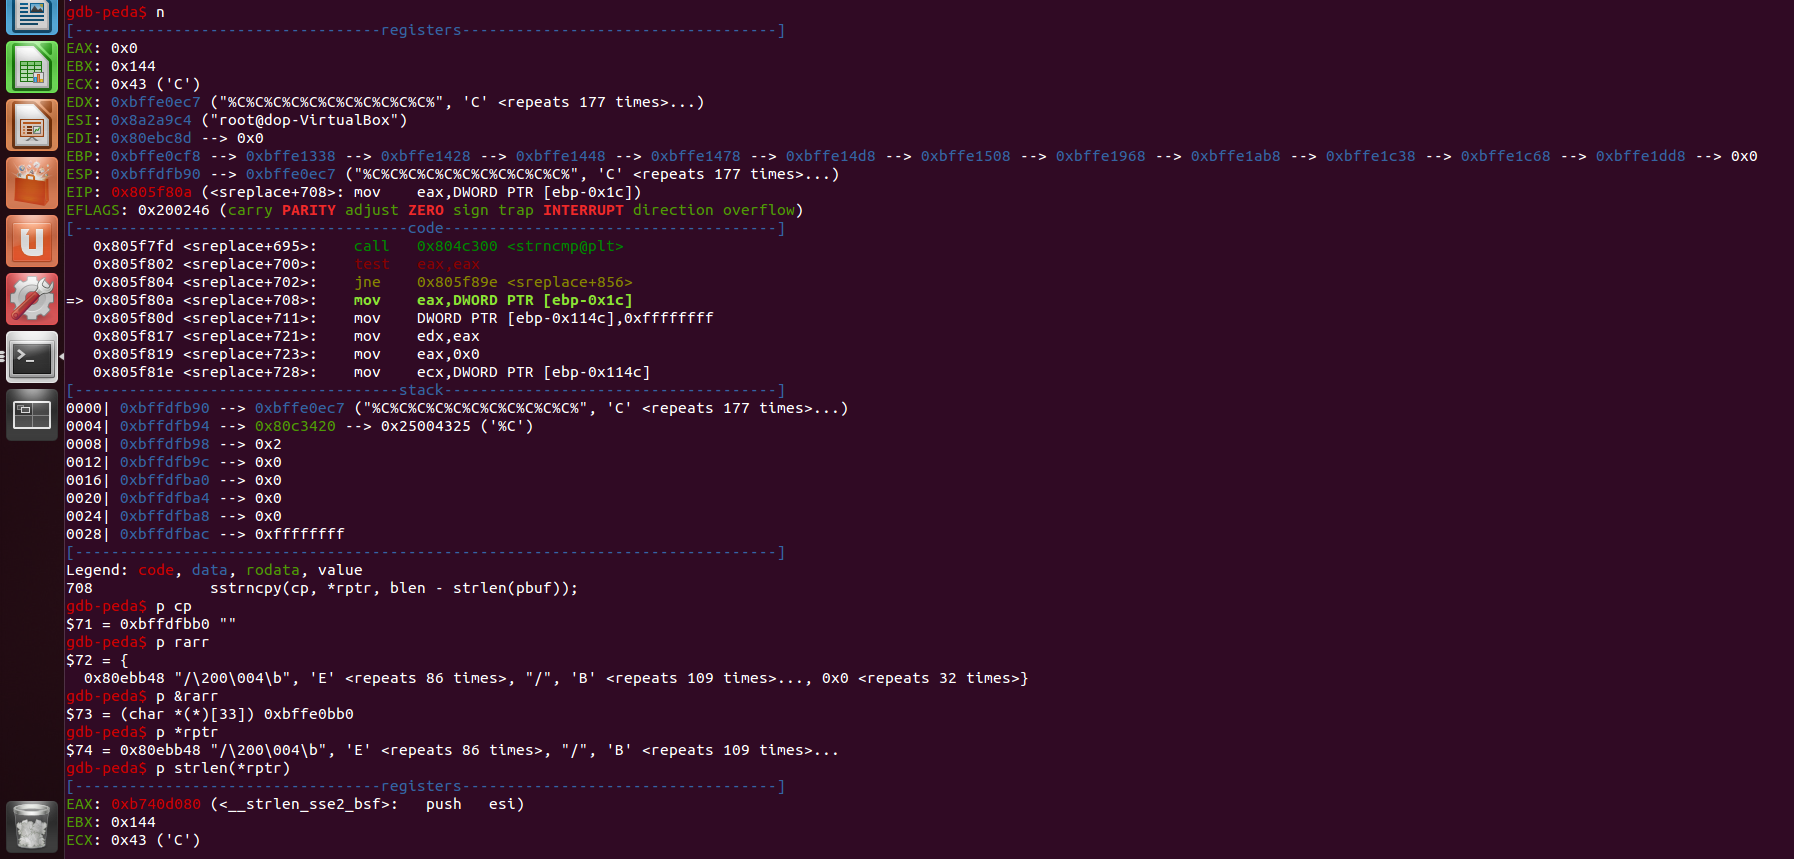 gdb-peda$ n
[----------------------------------registers-----------------------------------]
EAX: 0x0
EBX: 0x144
ECX: 0x43 ('C')
EDX: 0xbffe0ec7 ("%C%C%C%C%C%C%C%C%C%C%C%C%", 'C' <repeats 177 times>...)
ESI: 0x8a2a9c4 ("root@dop-VirtualBox")
EDI: 0x80ebc8d --> 0x0
EBP: 0xbffe0cf8 --> 0xbffe1338 --> 0xbffe1428 --> 0xbffe1448 --> 0xbffe1478 --> 0xbffe14d8 --> 0xbffe1508 --> 0xbffe1968 --> 0xbffe1ab8 --> 0xbffe1c38 --> 0xbffe1c68 --> 0xbffe1dd8 --> 0x0
ESP: 0xbffdfb90 --> 0xbffe0ec7 ("%C%C%C%C%C%C%C%C%C%C%C%C%", 'C' <repeats 177 times>...)
EIP: 0x805f80a (<sreplace+708>: mov    eax,DWORD PTR [ebp-0x1c])
EFLAGS: 0x200246 (carry PARITY adjust ZERO sign trap INTERRUPT direction overflow)
[-------------------------------------code-------------------------------------]
   0x805f7fd <sreplace+695>:    call   0x804c300 <strncmp@plt>
   0x805f802 <sreplace+700>:    test   eax,eax
   0x805f804 <sreplace+702>:    jne    0x805f89e <sreplace+856>
=> 0x805f80a <sreplace+708>:    mov    eax,DWORD PTR [ebp-0x1c]
   0x805f80d <sreplace+711>:    mov    DWORD PTR [ebp-0x114c],0xffffffff
   0x805f817 <sreplace+721>:    mov    edx,eax
   0x805f819 <sreplace+723>:    mov    eax,0x0
   0x805f81e <sreplace+728>:    mov    ecx,DWORD PTR [ebp-0x114c]
[------------------------------------stack-------------------------------------]
0000| 0xbffdfb90 --> 0xbffe0ec7 ("%C%C%C%C%C%C%C%C%C%C%C%C%", 'C' <repeats 177 times>...)
0004| 0xbffdfb94 --> 0x80c3420 --> 0x25004325 ('%C')
0008| 0xbffdfb98 --> 0x2
0012| 0xbffdfb9c --> 0x0
0016| 0xbffdfba0 --> 0x0
0020| 0xbffdfba4 --> 0x0
0024| 0xbffdfba8 --> 0x0
0028| 0xbffdfbac --> 0xffffffff
[------------------------------------------------------------------------------]
Legend: code, data, rodata, value
708             sstrncpy(cp, *rptr, blen - strlen(pbuf));
gdb-peda$ p cp
$71 = 0xbffdfbb0 ""
gdb-peda$ p rarr
$72 = {
  0x80ebb48 "/\200\004\b", 'E' <repeats 86 times>, "/", 'B' <repeats 109 times>..., 0x0 <repeats 32 times>}
gdb-peda$ p &rarr
$73 = (char *(*)[33]) 0xbffe0bb0
gdb-peda$ p *rptr
$74 = 0x80ebb48 "/\200\004\b", 'E' <repeats 86 times>, "/", 'B' <repeats 109 times>...
gdb-peda$ p strlen(*rptr)
[----------------------------------registers-----------------------------------]
EAX: 0xb740d080 (<__strlen_sse2_bsf>:   push   esi)
EBX: 0x144
ECX: 0x43 ('C')